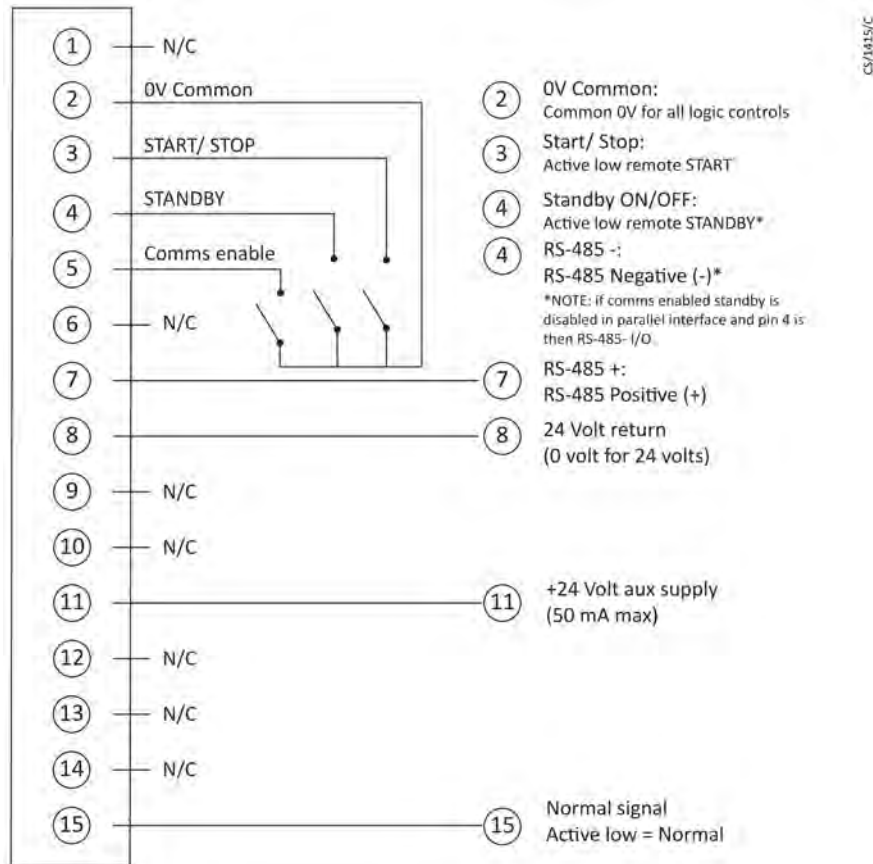 CS/1415/C
1 N/C
2 0V Common
3 START/ STOP
4 STANDBY
5 Comms enable
6 N/C
7
8
9 N/C
10 N/C
11
12 N/C
13 N/C
14 N/C
15
2 0V Common:
Common 0V for all logic controls
3 Start/ Stop:
Active low remote START
4 Standby ON/OFF:
Active low remote STANDBY*
4 RS-485 -:
RS-485 Negative (-)*
*NOTE: if comms enabled standby is
disabled in parallel interface and pin 4 is
then RS-485- I/O.
7 RS-485 +:
RS-485 Positive (+)
8 24 Volt return
(0 volt for 24 volts)
11 +24 Volt aux supply
(50 mA max)
15 Normal signal
Active low = Normal